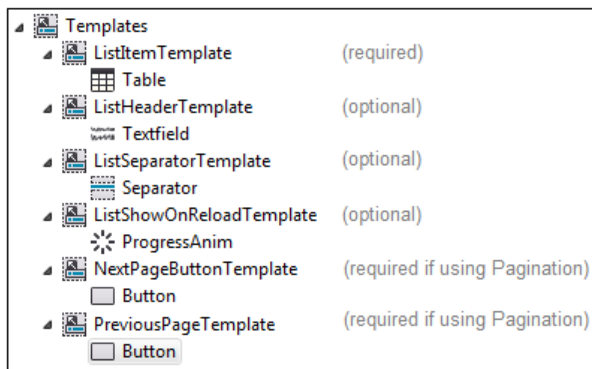 Templates
ListItemTemplate (required)
Table
ListHeaderTemplate (optional)
Textfield
ListSeparatorTemplate (optional)
Separator
ListShowOnReloadTemplate (optional)
ProgressAnim
NextPageButtonTemplate (required if using Pagination)
Button
PreviousPageTemplate (required if using Pagination)
Button